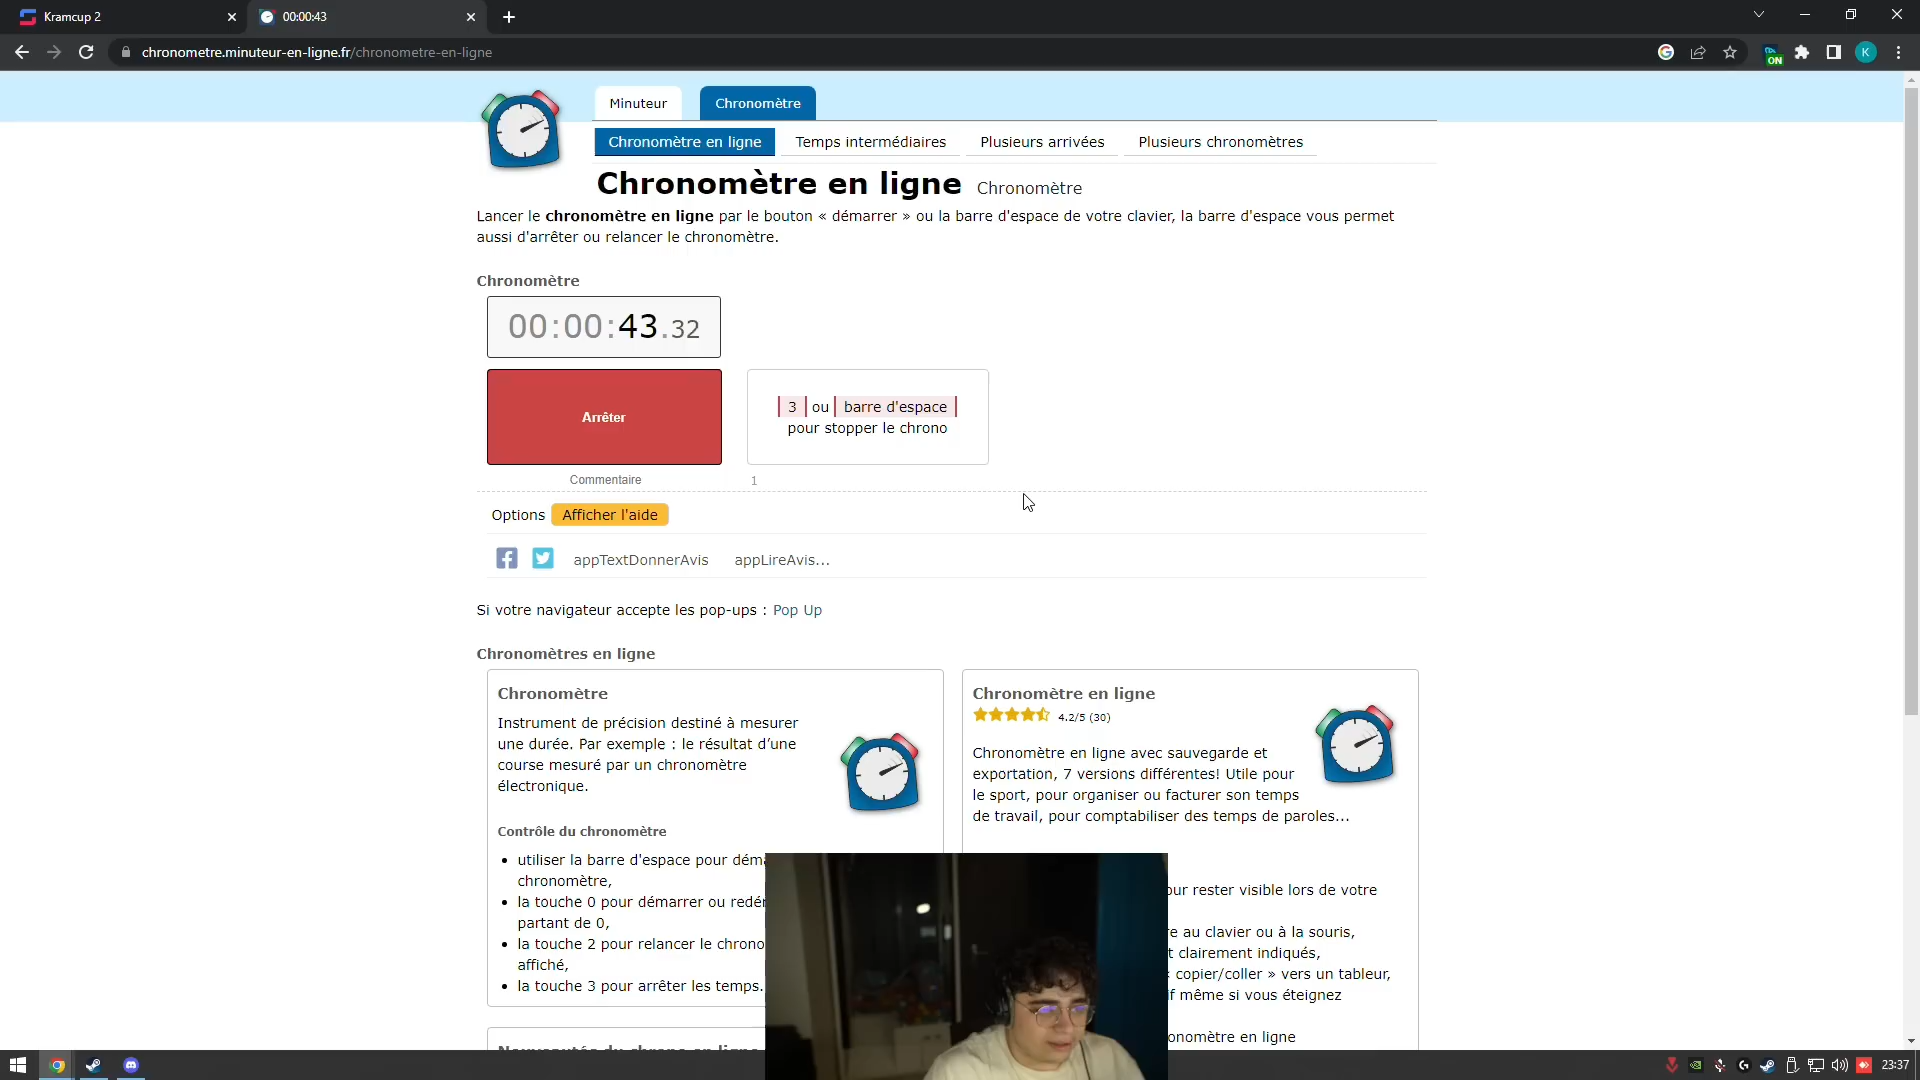 Kramcup 2
00:00:43
chronometre.minuteur-en-ligne.fr/chronometre-en-ligne
ON
K
Minuteur
Chronomètre
Chronomètre en ligne
Temps intermédiaires
Plusieurs arrivées
Plusieurs chronomètres
Chronomètre en ligne Chronomètre
Lancer le chronomètre en ligne par le bouton « démarrer » ou la barre d'espace de votre clavier, la barre d'espace vous permet
aussi d'arrêter ou relancer le chronomètre.
Chronomètre
00:00:43.32
Arrêter
3 ou barre d'espace
pour stopper le chrono
Commentaire
1
Options Afficher l'aide
appTextDonnerAvis
appLireAvis...
Si votre navigateur accepte les pop-ups : Pop Up
Chronomètres en ligne
Chronomètre
Instrument de précision destiné à mesurer
une durée. Par exemple : le résultat d'une
course mesuré par un chronomètre
électronique.
Contrôle du chronomètre
• utiliser la barre d'espace pour
chronomètre,
• la touche 0 pour démarrer ou
partant de 0,
• la touche 2 pour relancer le chrono
affiché,
• la touche 3 pour arrêter les temps.
Chronomètre en ligne
4.2/5 (30)
Chronomètre en ligne avec sauvegarde et
exportation, 7 versions différentes! Utile pour
le sport, pour organiser ou facturer son temps
de travail, pour comptabiliser des temps de paroles...
rester visible lors de votre
au clavier ou à la souris,
clairement indiqués,
copier/coller » vers un tableur,
même si vous éteignez
en ligne
23:37